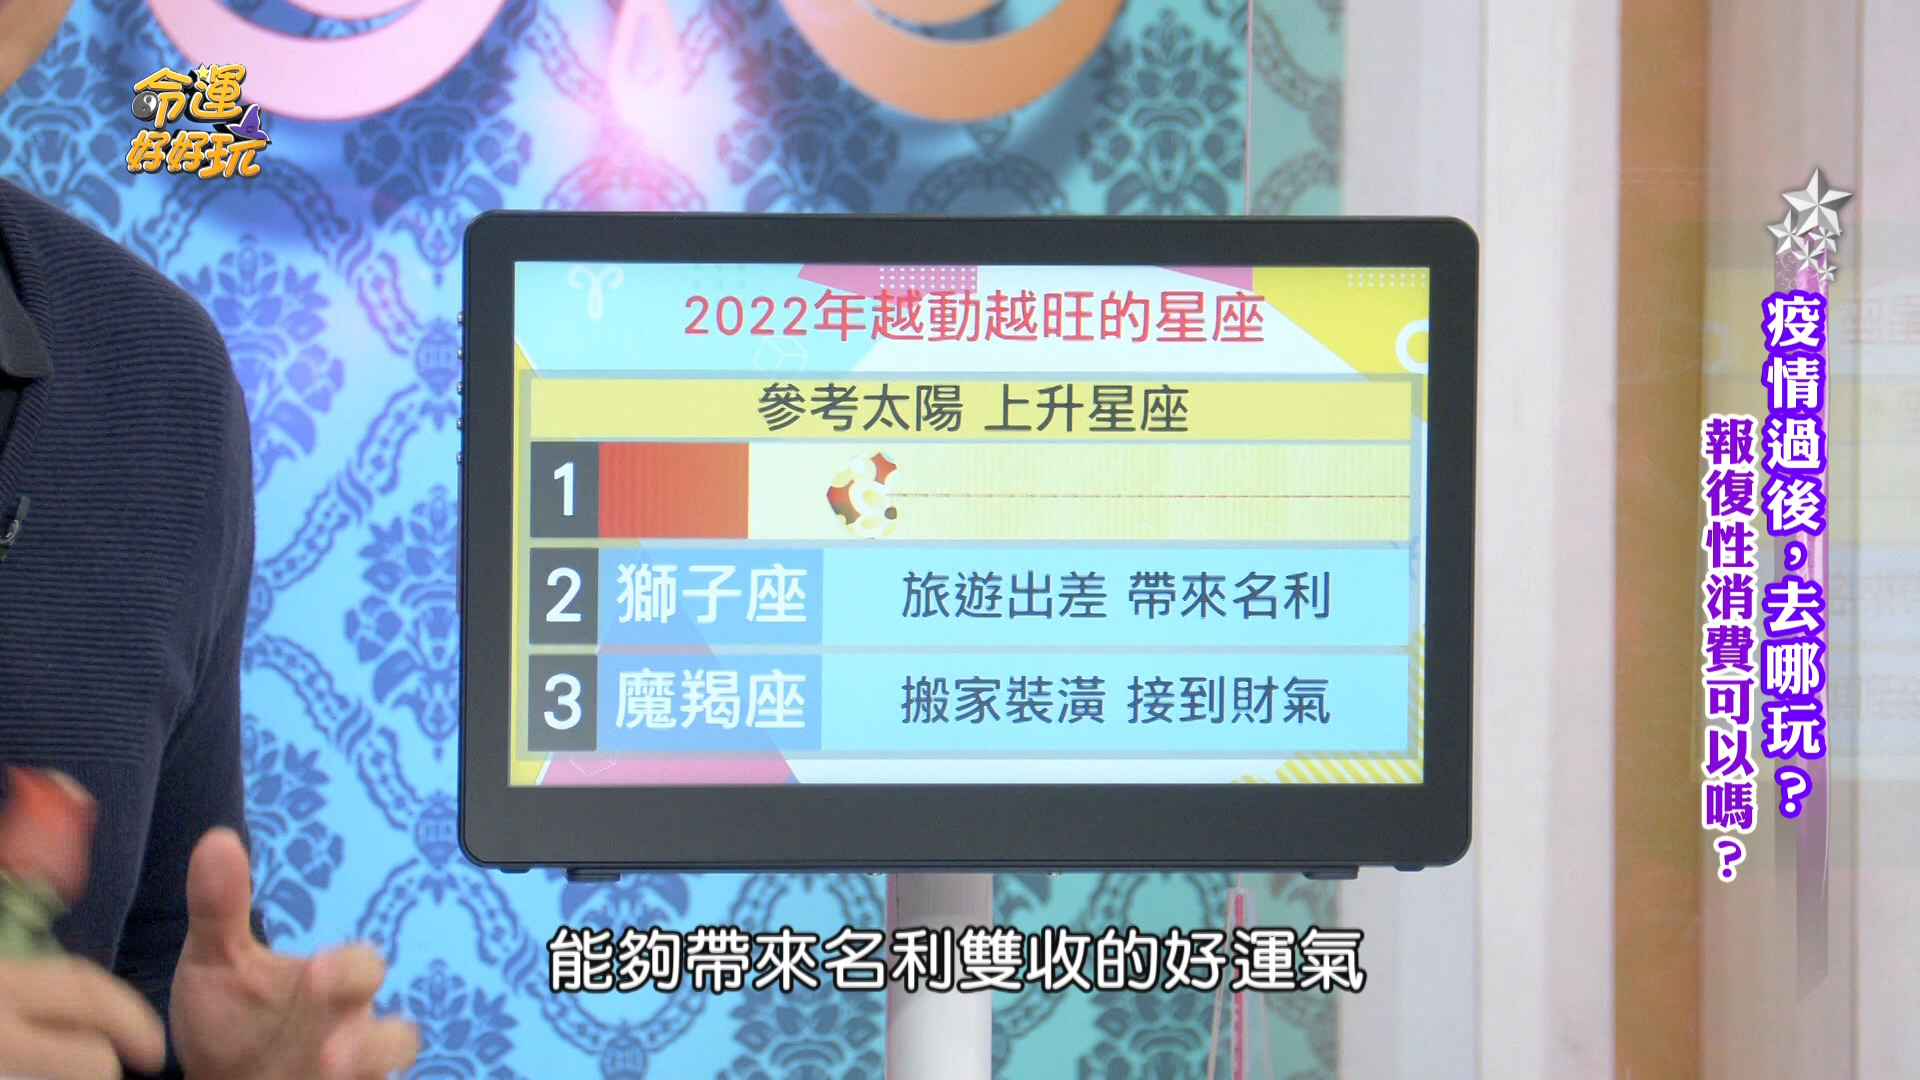 命運
好好玩
2022年越動越旺的星座
參考太陽 上升星座
1
2 獅子座 旅遊出差 帶來名利
3 魔羯座 搬家裝潢 接到財氣
疫情過後，去哪玩？
報復性消費可以嗎？
能夠帶來名利雙收的好運氣